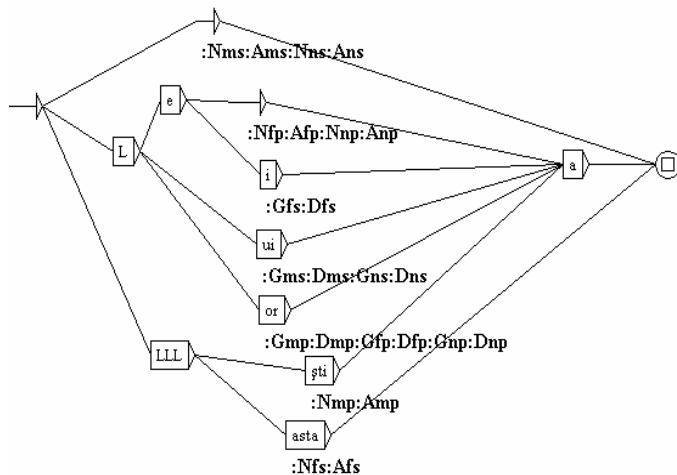 :Nms:Ams:Nns:Ans
e
:Nfp:Afp:Nnp:Anp
L
a
i
:Gfs:Dfs
ui
:Gms:Dms:Gns:Dns
or
:Gmp:Dmp:Gfp:Dfp:Gnp:Dnp
LLL
şti
:Nmp:Amp
asta
:Nfs:Afs